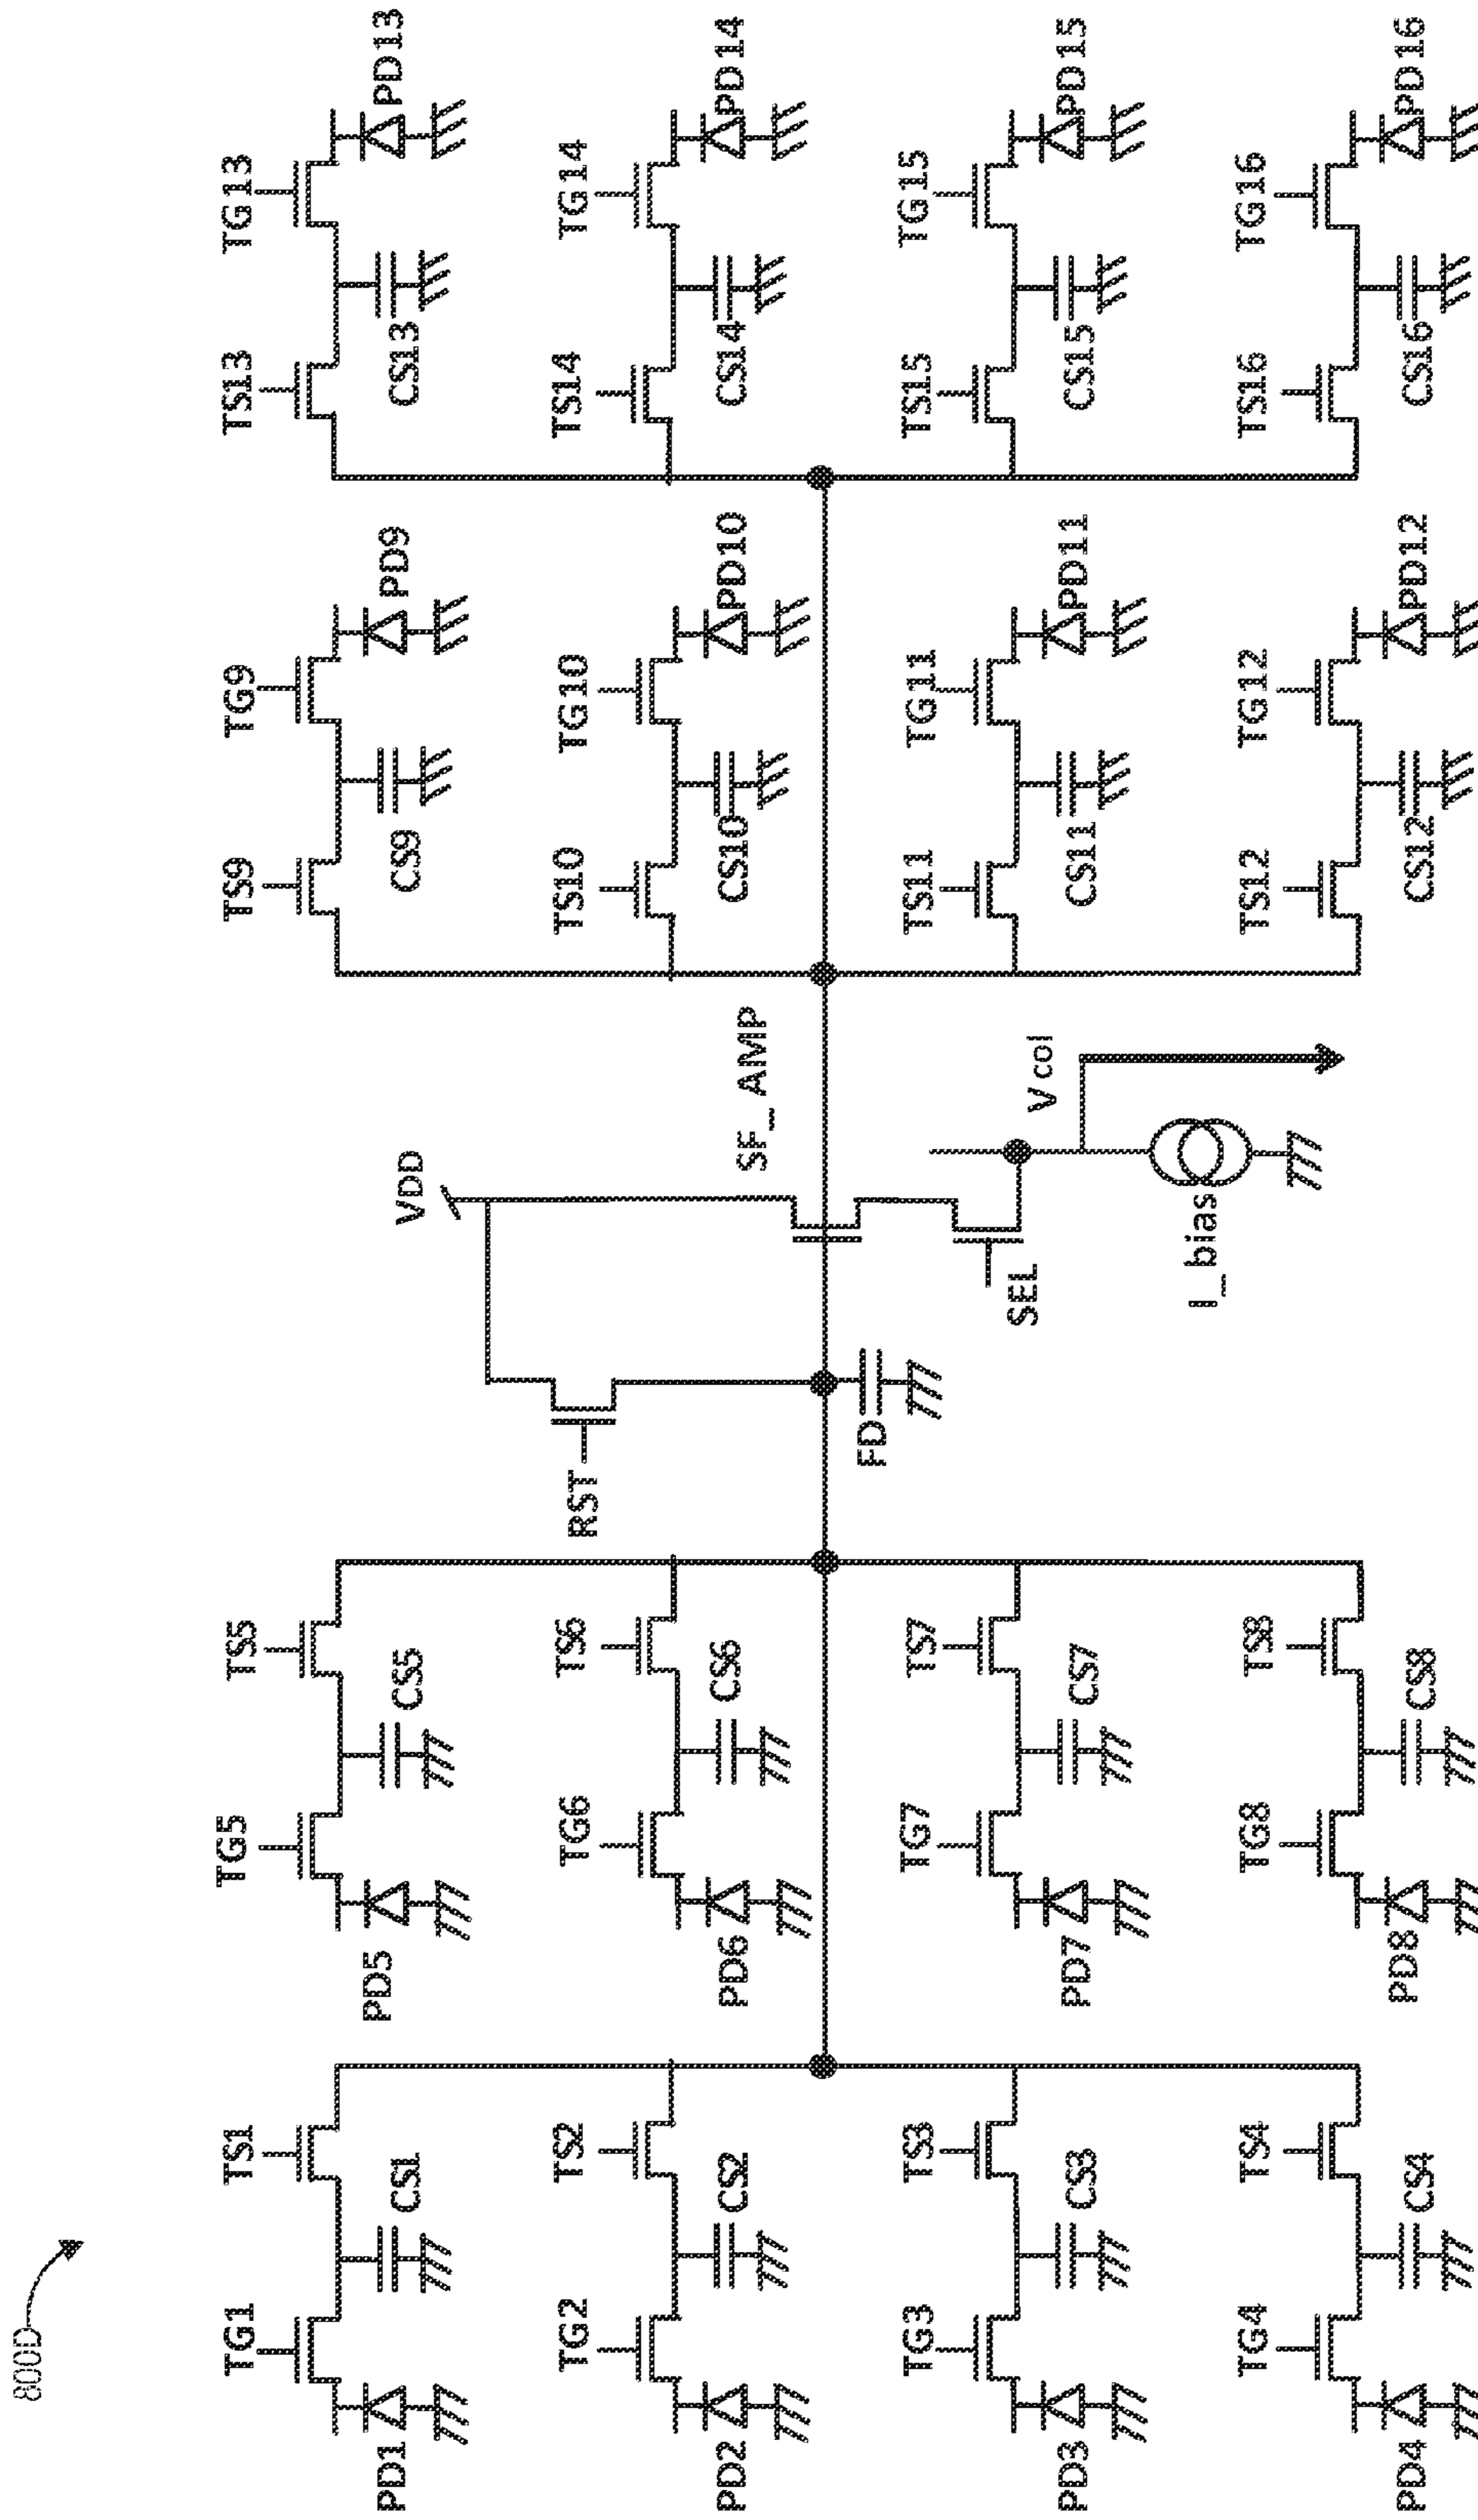 800D
TG1
TS1
TG5
TS5
VDD
TS9
TG9
TS13
TG13
PD1
CS1
PD5
CS5
CS9
PD9
CS13
PD13
TG2
TS2
TG6
TS6
RST
TS10
TG10
TS14
TG14
PD2
CS2
PD6
CS6
SF_AMP
CS10
PD10
CS14
PD14
FD
TG3
TS3
TG7
TS7
SEL
Vcol
TS11
TG11
TS15
TG15
PD3
CS3
PD7
CS7
CS11
PD11
CS15
PD15
I_bias
TG4
TS4
TG8
TS8
TS12
TG12
TS16
TG16
PD4
CS4
PD8
CS8
CS12
PD12
CS16
PD16